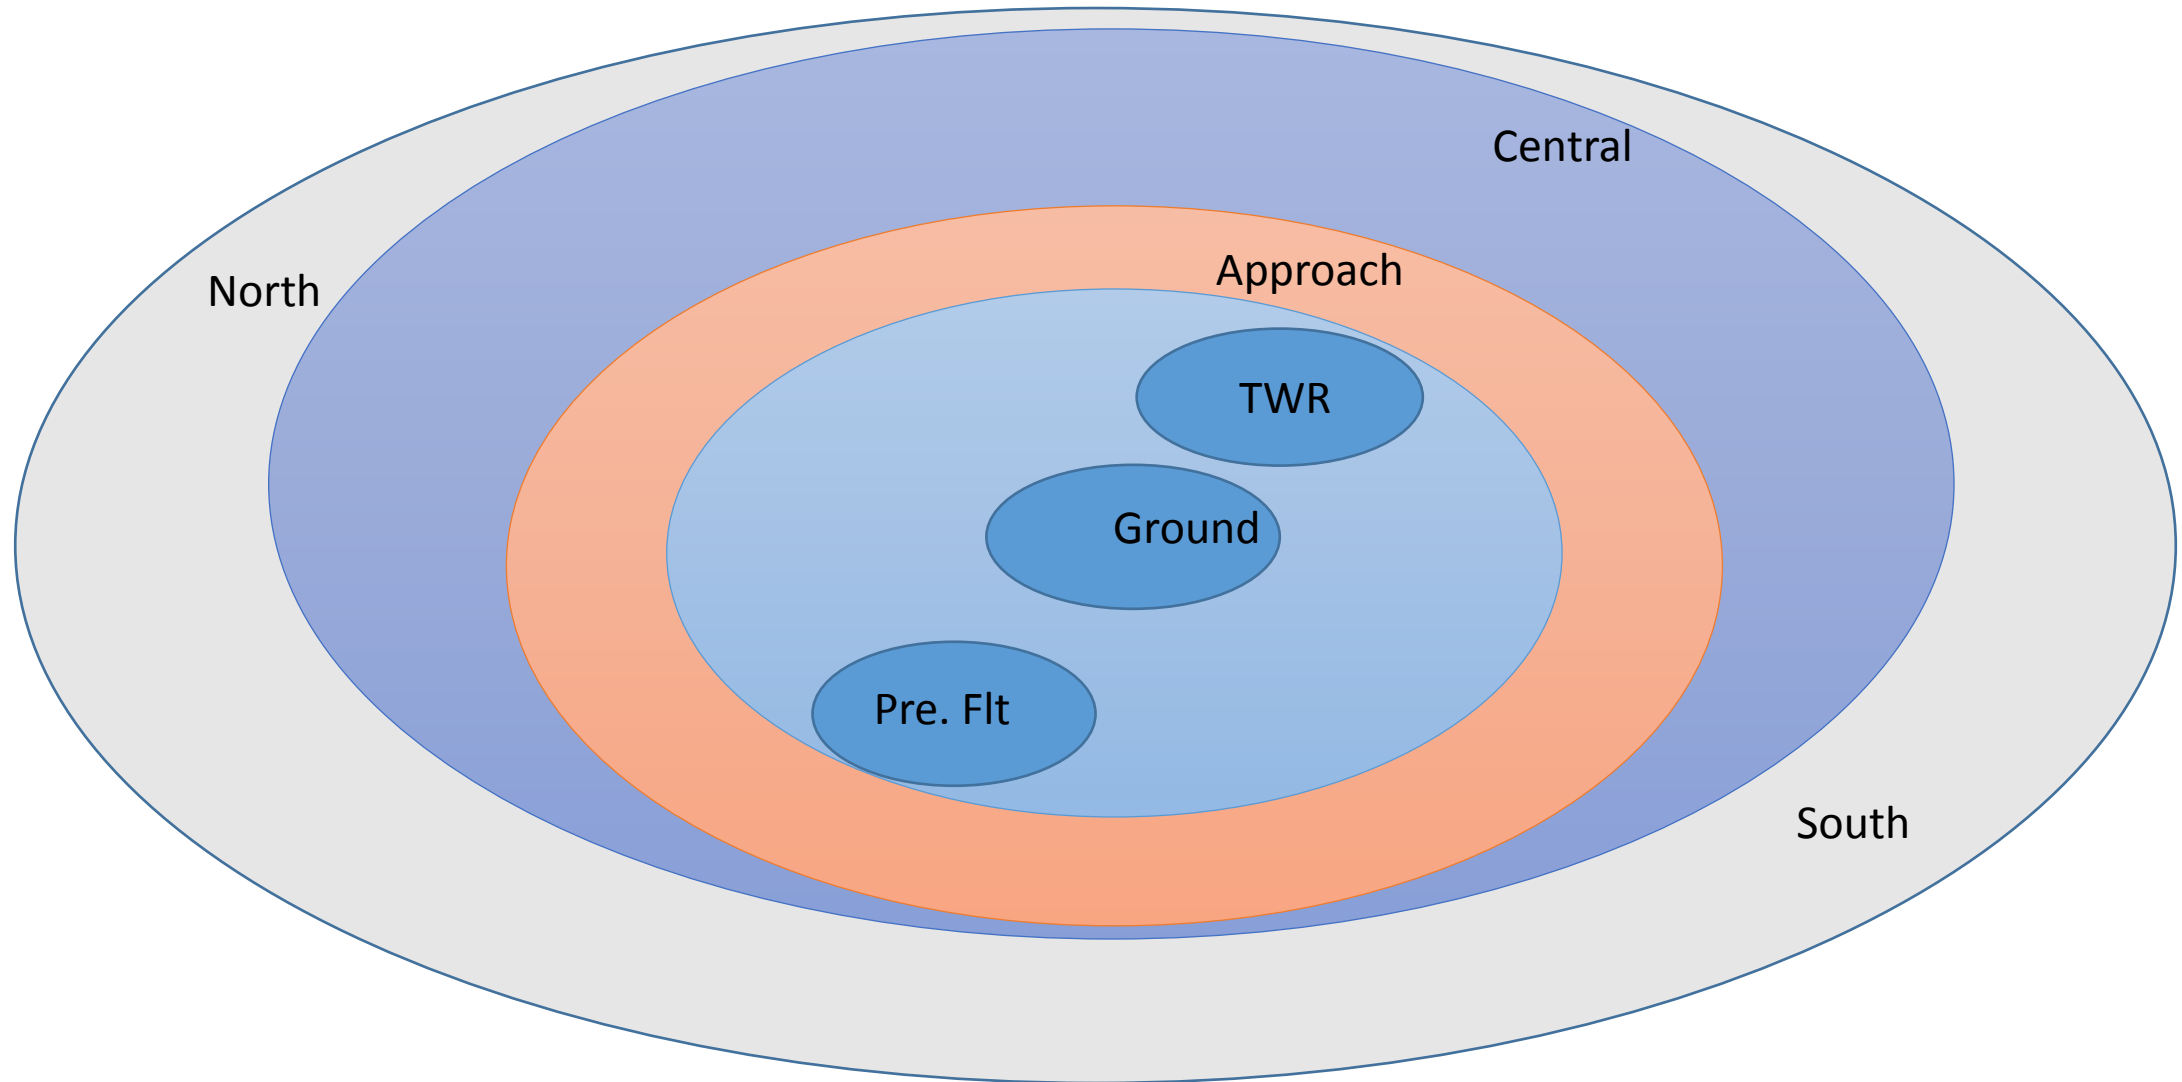 Central
Approach
North
TWR
Ground
Pre. Flt
South